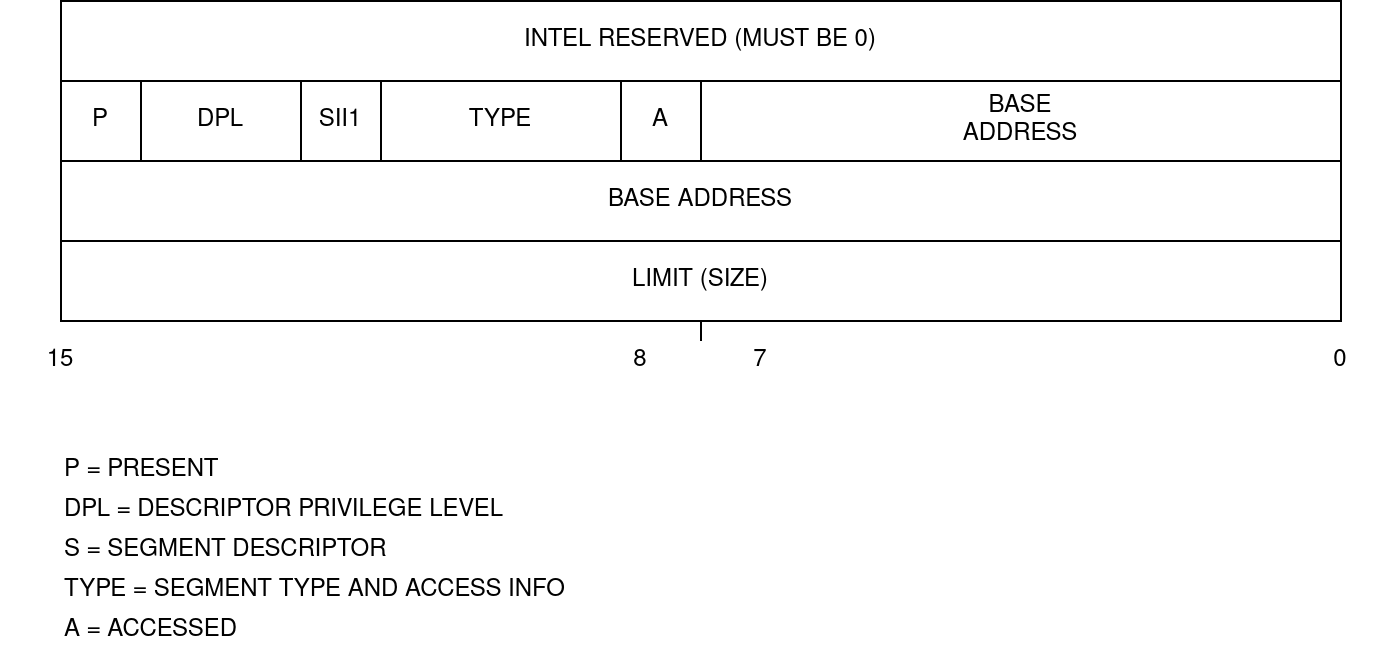 INTEL RESERVED (MUST BE 0)
P DPL SII1 TYPE A BASE
ADDRESS
BASE ADDRESS
LIMIT (SIZE)
15 8 7 0
P = PRESENT
DPL = DESCRIPTOR PRIVILEGE LEVEL
S = SEGMENT DESCRIPTOR
TYPE = SEGMENT TYPE AND ACCESS INFO
A = ACCESSED